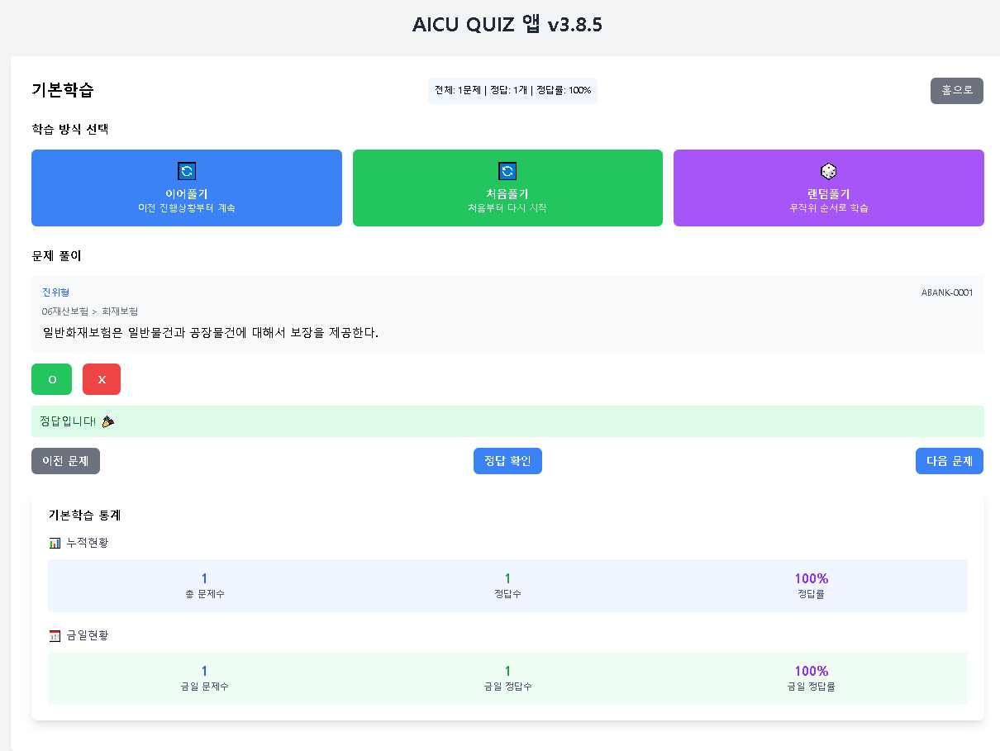 AICU QUIZ 앱 v3.8.5
기본학습
전체: 1문제 | 정답: 1개 | 정답률: 100%
홈으로
학습 방식 선택
이어풀기
이전 진행상황부터 계속
처음풀기
처음부터 다시 시작
랜덤풀기
무작위 순서로 학습
문제 풀이
진위형
ABANK-0001
06재산보험 > 화재보험
일반화재보험은 일반물건과 공장물건에 대해서 보장을 제공한다.
O
X
정답입니다!
이전 문제
정답 확인
다음 문제
기본학습 통계
누적현황
1
총 문제수
1
정답수
100%
정답률
금일현황
1
금일 문제수
1
금일 정답수
100%
금일 정답률